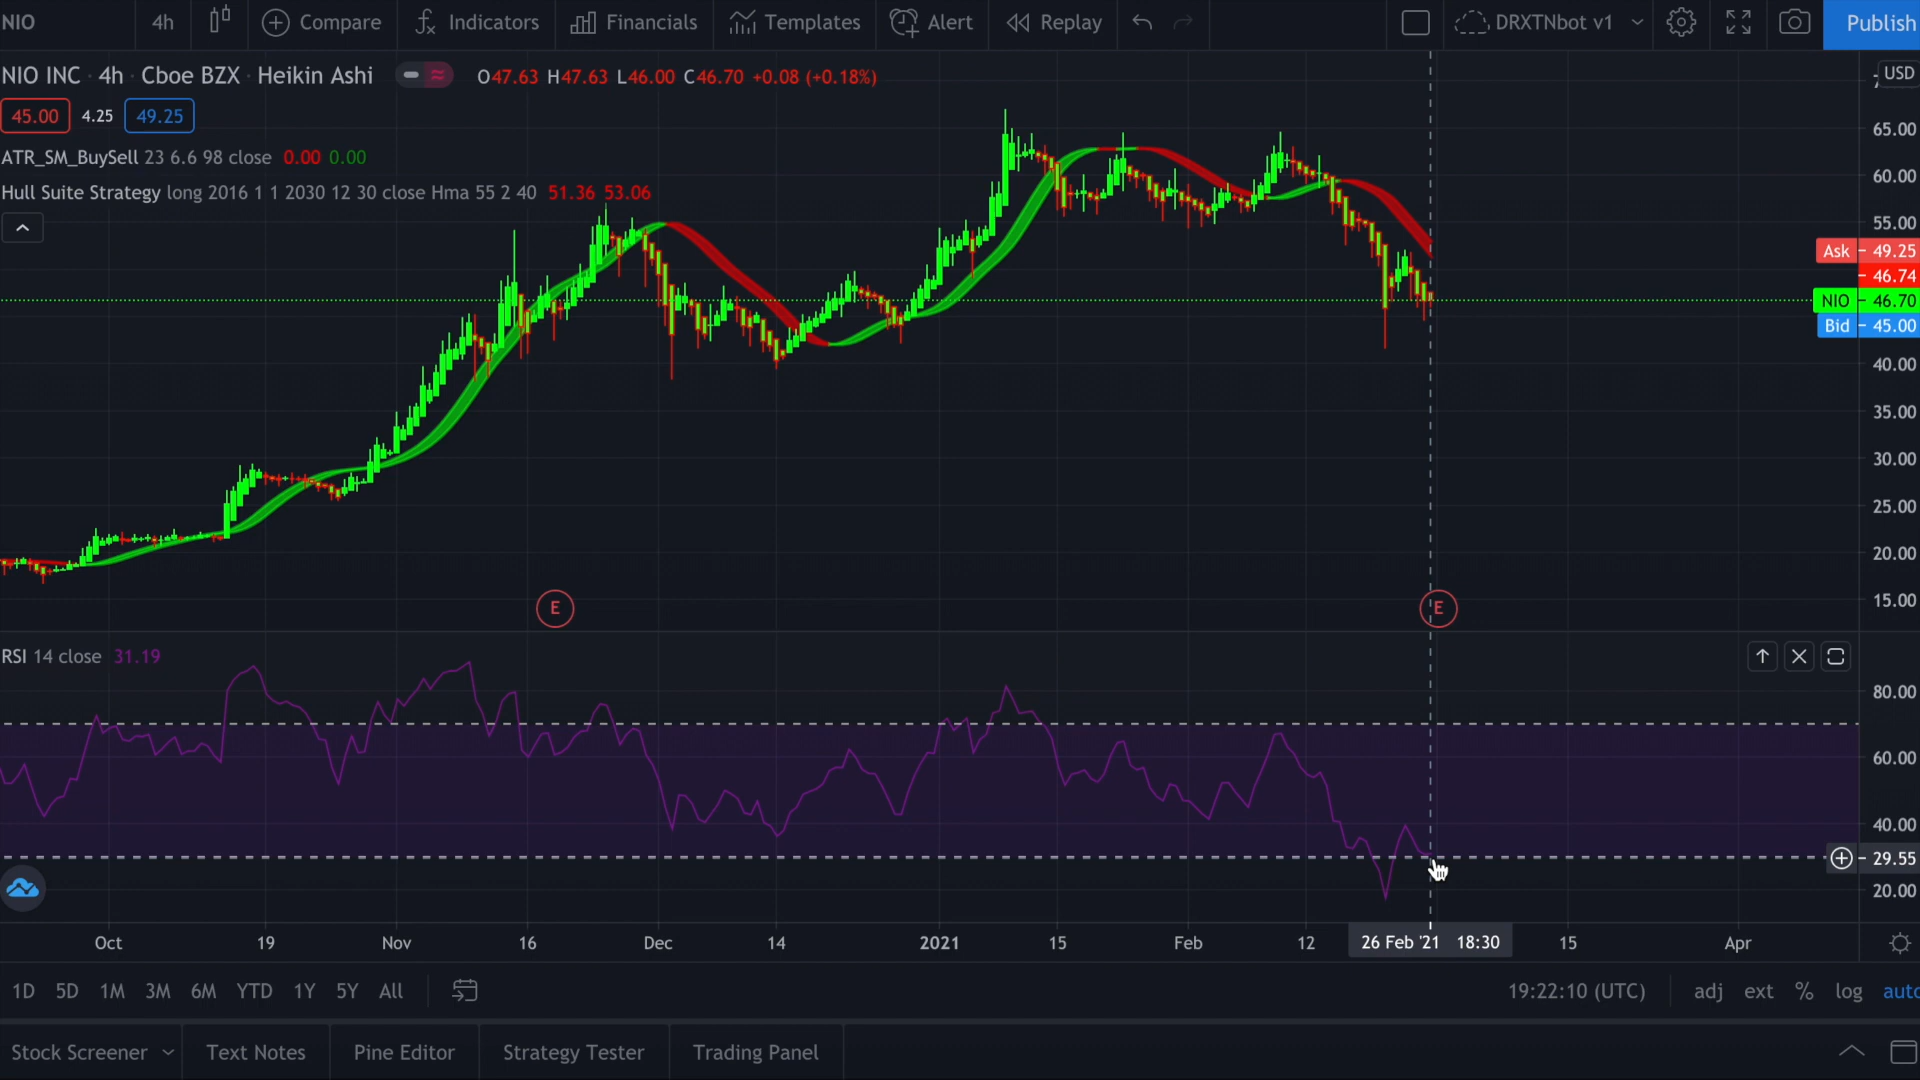 NIO 4h Compare Indicators Financials Templates Alert Replay DRXTNbot v1 Publish
NIO INC · 4h · Cboe BZX · Heikin Ashi O47.63 H47.63 L46.00 C46.70 +0.08 (+0.18%) USD
45.00 4.25 49.25
ATR_SM_BuySell 23 6.6 98 close 0.00 0.00
Hull Suite Strategy long 2016 1 1 2030 12 30 close Hma 55 2 40 51.36 53.06
65.00
60.00
55.00
Ask 49.25
46.74
NIO 46.70
Bid 45.00
40.00
35.00
30.00
25.00
20.00
15.00
E E
RSI 14 close 31.19
80.00
60.00
40.00
29.55
20.00
Oct 19 Nov 16 Dec 14 2021 15 Feb 12 26 Feb '21 18:30 15 Apr
1D 5D 1M 3M 6M YTD 1Y 5Y All 19:22:10 (UTC) adj ext % log auto
Stock Screener Text Notes Pine Editor Strategy Tester Trading Panel